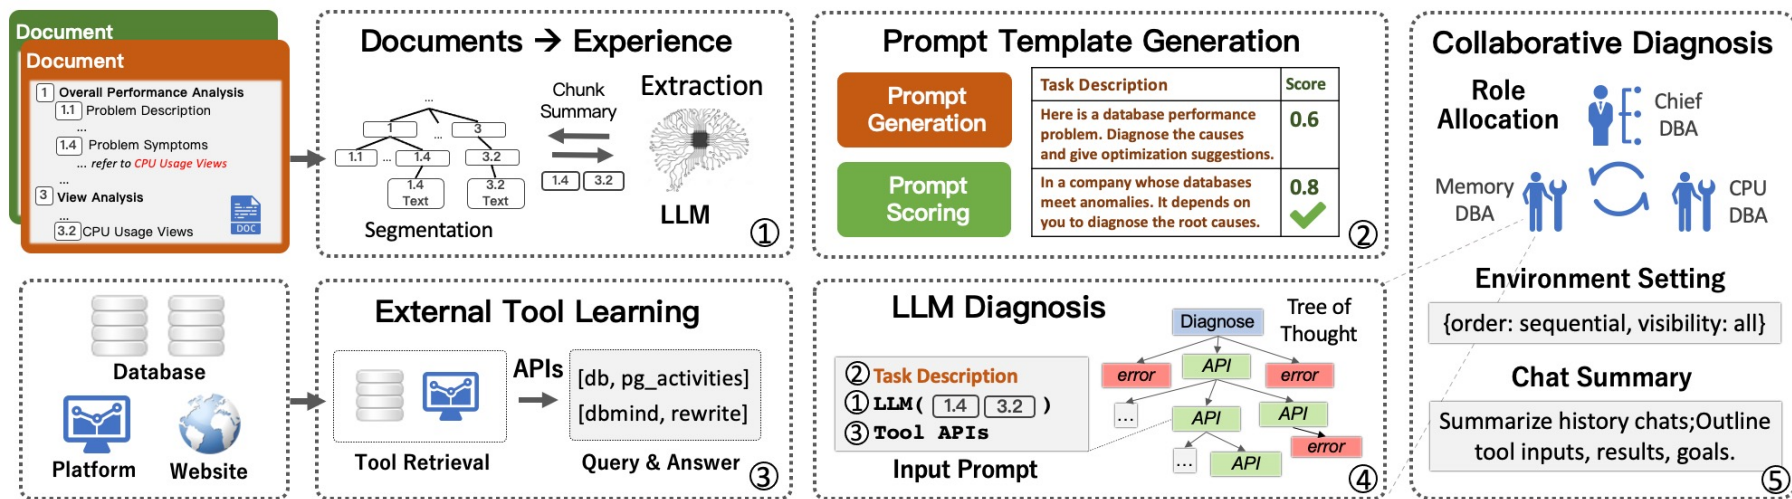 Document
Document
1 Overall Performance Analysis
1.1 Problem Description
...
1.4 Problem Symptoms
... refer to CPU Usage Views
...
3 View Analysis
...
3.2 CPU Usage Views
DOC
Documents → Experience
...
1 ... 3
1.1 ... 1.4 3.2
1.4
Text
3.2
Text
Segmentation
Chunk
Summary
1.4 3.2
Extraction
LLM
①
Prompt Template Generation
Prompt
Generation
Prompt
Scoring
Task Description Score
Here is a database performance
problem. Diagnose the causes
and give optimization suggestions.
0.6
In a company whose databases
meet anomalies. It depends on
you to diagnose the root causes.
0.8
②
Database
Platform
Website
External Tool Learning
Tool Retrieval
APIs
[db, pg_activities]
[dbmind, rewrite]
Query & Answer
③
LLM Diagnosis
② Task Description
① LLM( 1.4 3.2 )
③ Tool APIs
Input Prompt
Tree of
Thought
Diagnose
error API error
... API API
... API error
④
Collaborative Diagnosis
Role
Allocation
Chief
DBA
Memory
DBA
CPU
DBA
Environment Setting
{order: sequential, visibility: all}
Chat Summary
Summarize history chats;Outline
tool inputs, results, goals.
⑤